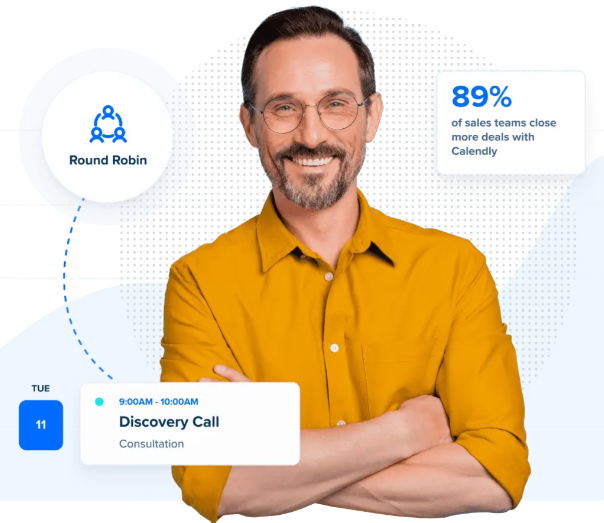 89%
of sales teams close
more deals with
Calendly
Round Robin
TUE
11
9:00AM - 10:00AM
Discovery Call
Consultation